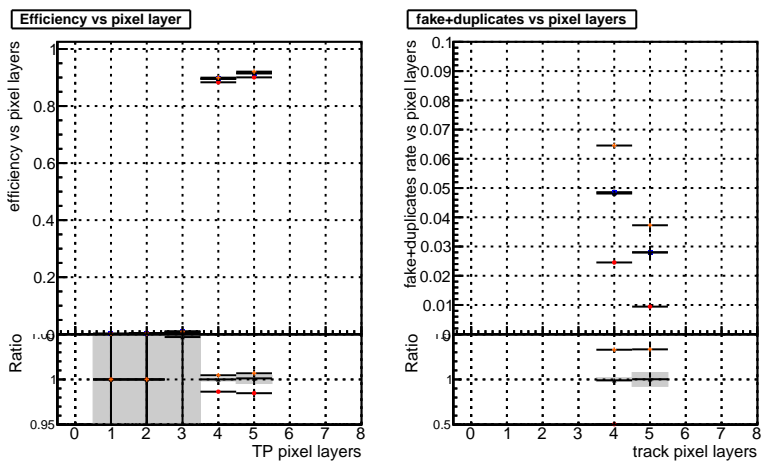 Efficiency vs pixel layer
efficiency vs pixel layers
1
0.8
0.6
0.4
0.2
Ratio
1
0.95
0 1 2 3 4 5 6 7 8
TP pixel layers
fake+duplicates vs pixel layers
fake+duplicates rate vs pixel layers
0.1
0.09
0.08
0.07
0.06
0.05
0.04
0.03
0.02
0.01
Ratio
1
0.5
0 1 2 3 4 5 6 7 8
track pixel layers